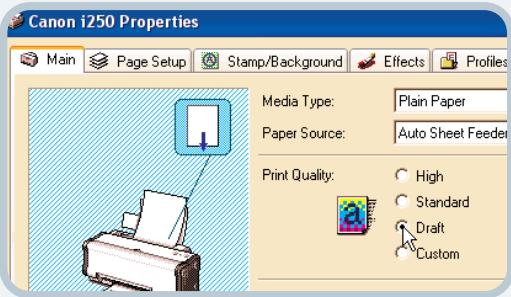 Canon i250 Properties
Main Page Setup Stamp/Background Effects Profiles
Media Type: Plain Paper
Paper Source: Auto Sheet Feeder
Print Quality: High
Standard
a
Draft
Custom